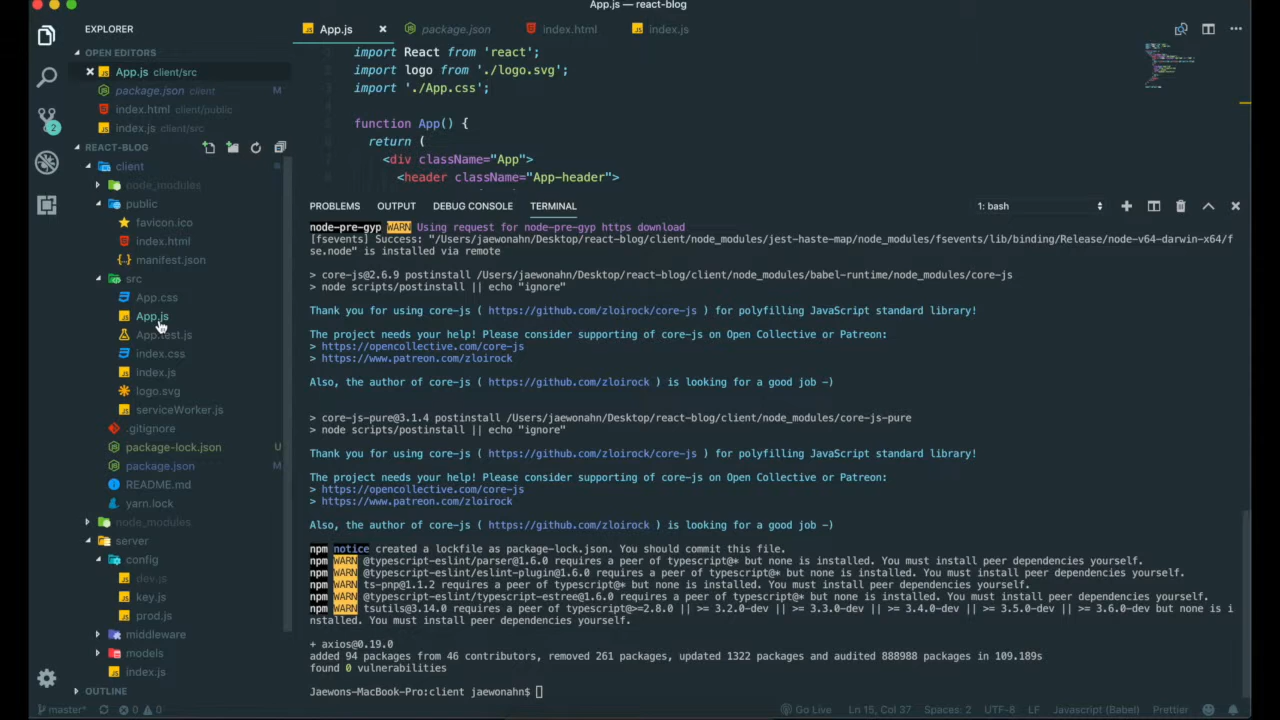 App.js — react-blog
EXPLORER
OPEN EDITORS
App.js client/src
package.json client M
index.html client/public
index.js client/src
REACT-BLOG
client
node_modules
public
favicon.ico
index.html
manifest.json
src
App.css
App.js
App.test.js
index.css
index.js
logo.svg
serviceWorker.js
.gitignore
package-lock.json U
package.json M
README.md
yarn.lock
node_modules
server
config
dev.js
key.js
prod.js
middleware
models
index.js
OUTLINE
2
App.js package.json index.html index.js
import React from 'react';
import logo from './logo.svg';
import './App.css';
function App() {
return (
<div className="App">
<header className="App-header">
PROBLEMS OUTPUT DEBUG CONSOLE TERMINAL 1: bash
node-pre-gyp WARN Using request for node-pre-gyp https download
[fsevents] Success: "/Users/jaewonahn/Desktop/react-blog/client/node_modules/jest-haste-map/node_modules/fsevents/lib/binding/Release/node-v64-darwin-x64/f
se.node" is installed via remote
> core-js@2.6.9 postinstall /Users/jaewonahn/Desktop/react-blog/client/node_modules/babel-runtime/node_modules/core-js
> node scripts/postinstall || echo "ignore"
Thank you for using core-js ( https://github.com/zloirock/core-js ) for polyfilling JavaScript standard library!
The project needs your help! Please consider supporting of core-js on Open Collective or Patreon:
> https://opencollective.com/core-js
> https://www.patreon.com/zloirock
Also, the author of core-js ( https://github.com/zloirock ) is looking for a good job -)
> core-js-pure@3.1.4 postinstall /Users/jaewonahn/Desktop/react-blog/client/node_modules/core-js-pure
> node scripts/postinstall || echo "ignore"
Thank you for using core-js ( https://github.com/zloirock/core-js ) for polyfilling JavaScript standard library!
The project needs your help! Please consider supporting of core-js on Open Collective or Patreon:
> https://opencollective.com/core-js
> https://www.patreon.com/zloirock
Also, the author of core-js ( https://github.com/zloirock ) is looking for a good job -)
npm notice created a lockfile as package-lock.json. You should commit this file.
npm WARN @typescript-eslint/parser@1.6.0 requires a peer of typescript@* but none is installed. You must install peer dependencies yourself.
npm WARN @typescript-eslint/eslint-plugin@1.6.0 requires a peer of typescript@* but none is installed. You must install peer dependencies yourself.
npm WARN ts-pnp@1.1.2 requires a peer of typescript@* but none is installed. You must install peer dependencies yourself.
npm WARN @typescript-eslint/typescript-estree@1.6.0 requires a peer of typescript@* but none is installed. You must install peer dependencies yourself.
npm WARN tsutils@3.14.0 requires a peer of typescript@>=2.8.0 || >= 3.2.0-dev || >= 3.3.0-dev || >= 3.4.0-dev || >= 3.5.0-dev || >= 3.6.0-dev but none is i
nstalled. You must install peer dependencies yourself.
+ axios@0.19.0
added 94 packages from 46 contributors, removed 261 packages, updated 1322 packages and audited 888988 packages in 109.189s
found 0 vulnerabilities
Jaewons-MacBook-Pro:client jaewonahn$
master* 0 0 Go Live Ln 15, Col 37 Spaces: 2 UTF-8 LF Javascript (Babel) Prettier